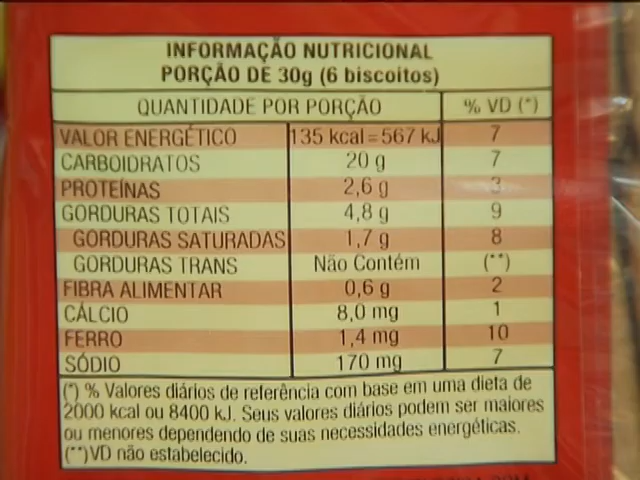 INFORMAÇÃO NUTRICIONAL
PORÇÃO DE 30g (6 biscoitos)
QUANTIDADE POR PORÇÃO % VD (*)
VALOR ENERGÉTICO 135 kcal = 567 kJ 7
CARBOIDRATOS 20 g 7
PROTEÍNAS 2,6 g 3
GORDURAS TOTAIS 4,8 g 9
GORDURAS SATURADAS 1,7 g 8
GORDURAS TRANS Não Contém (**)
FIBRA ALIMENTAR 0,6 g 2
CÁLCIO 8,0 mg 1
FERRO 1,4 mg 10
SÓDIO 170 mg 7
(*) % Valores diários de referência com base em uma dieta de
2000 kcal ou 8400 kJ. Seus valores diários podem ser maiores
ou menores dependendo de suas necessidades energéticas.
(**)VD não estabelecido.